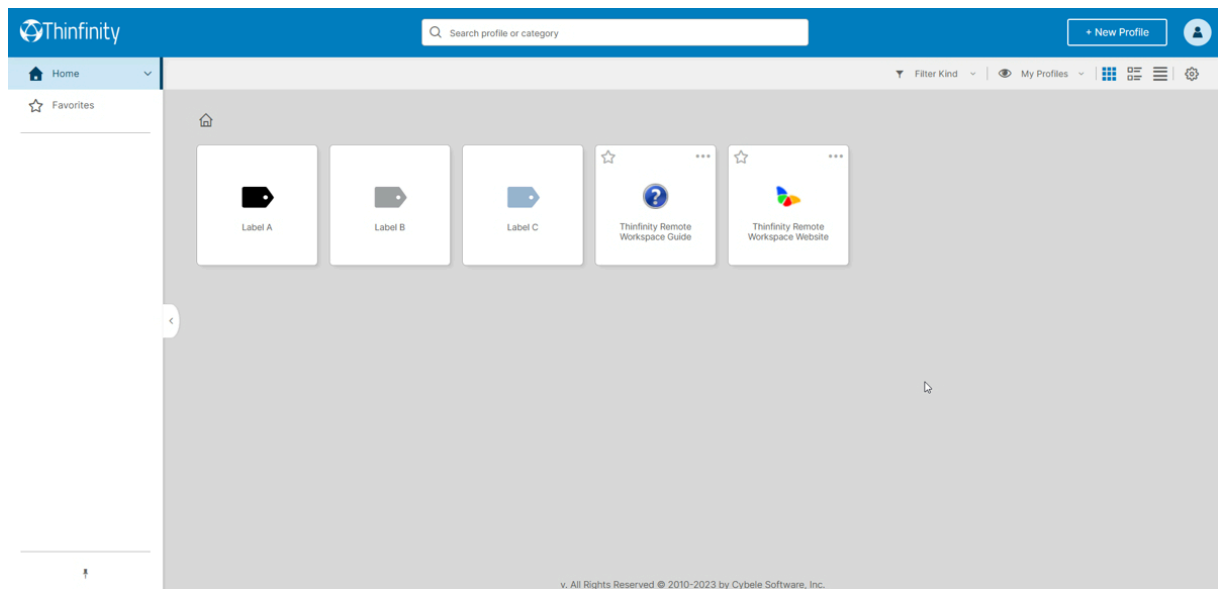 Thinfinity
Search profile or category
+ New Profile
Home
Filter Kind
My Profiles
Favorites
Label A
Label B
Label C
Thinfinity Remote
Workspace Guide
Thinfinity Remote
Workspace Website
v. All Rights Reserved © 2010-2023 by Cybele Software, Inc.